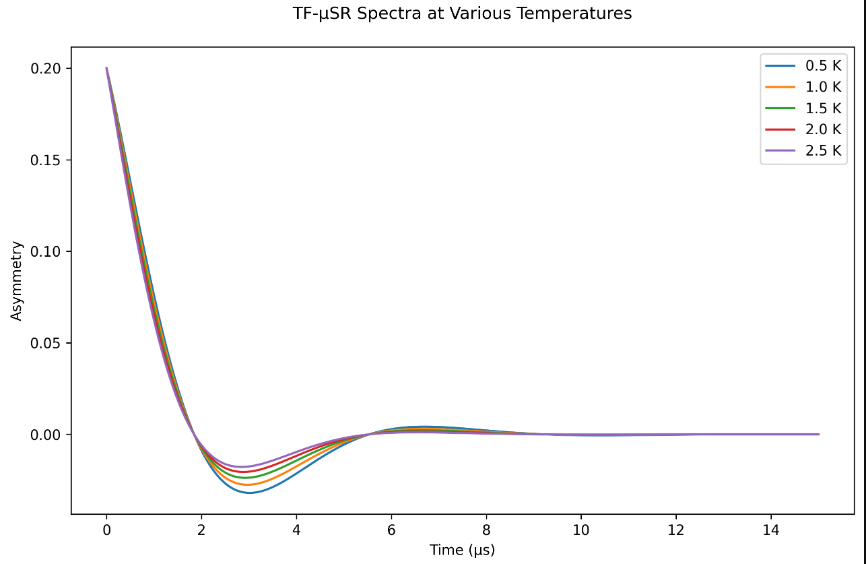 TF-μSR Spectra at Various Temperatures
0.20
0.15
0.10
0.05
0.00
Asymmetry
0.5 K
1.0 K
1.5 K
2.0 K
2.5 K
0 2 4 6 8 10 12 14
Time (μs)